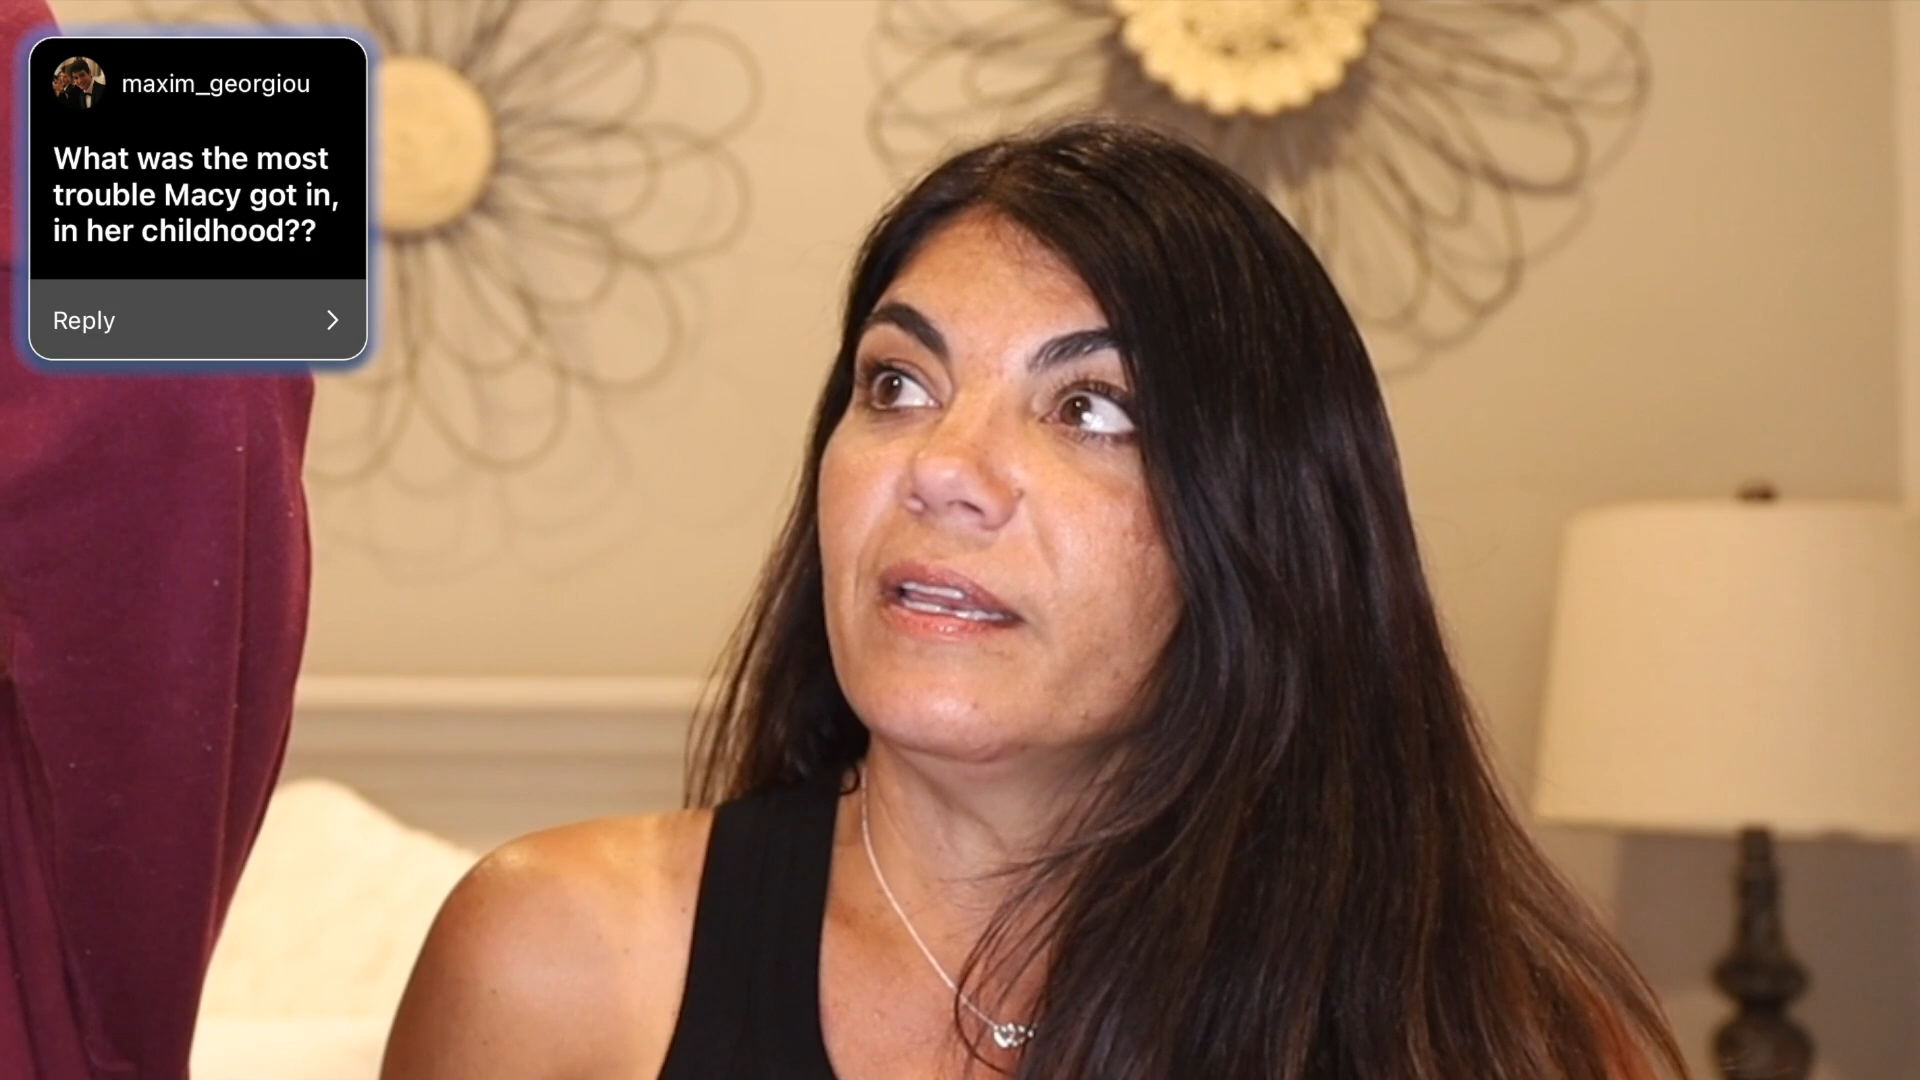 maxim_georgiou
What was the most
trouble Macy got in,
in her childhood??
Reply